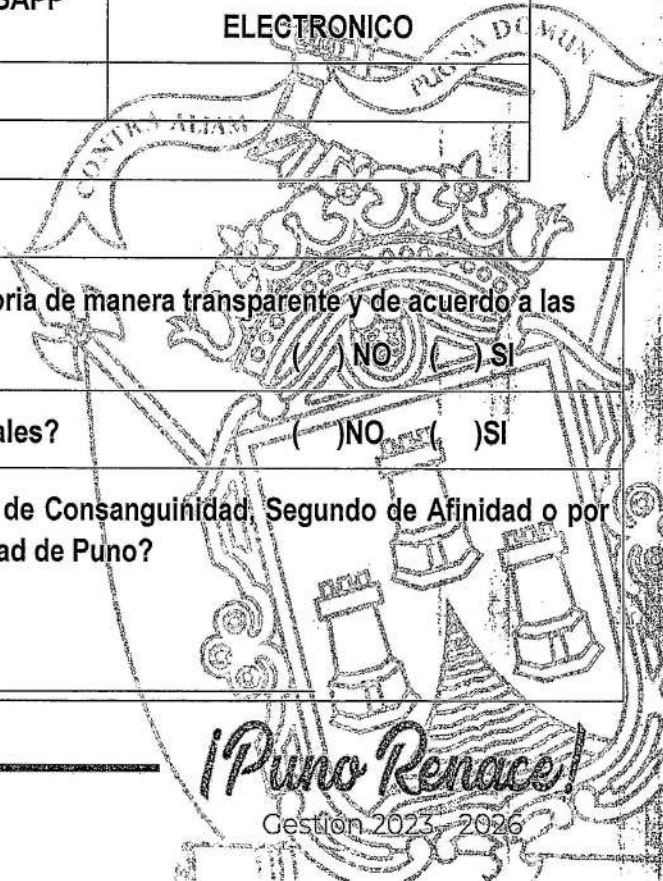 ELECTRONICO
PUGNA DOMUN
CONTRA ALIAM
oria de manera transparente y de acuerdo a las
( ) NO ( ) SI
ales? ( )NO ( )SI
de Consanguinidad, Segundo de Afinidad o por
ad de Puno?
¡Puno Renace!
Gestión 2023 - 2026